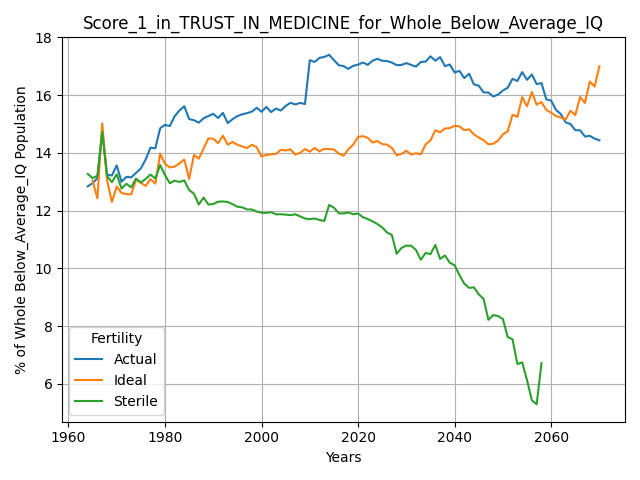 Score_1_in_TRUST_IN_MEDICINE_for_Whole_Below_Average_IQ
% of Whole Below_Average_IQ Population
18
16
14
12
10
8
6
Fertility
Actual
Ideal
Sterile
1960 1980 2000 2020 2040 2060
Years